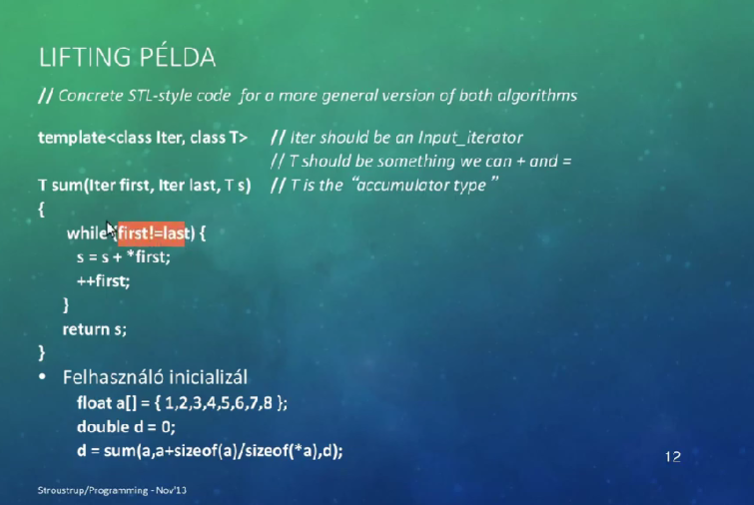 LIFTING PÉLDA
// Concrete STL-style code for a more general version of both algorithms
template<class Iter, class T> // Iter should be an Input_iterator
// T should be something we can + and =
T sum(Iter first, Iter last, T s) // T is the “accumulator type”
{
while (first!=last) {
s = s + *first;
++first;
}
return s;
}
• Felhasználó inicializál
float a[] = { 1,2,3,4,5,6,7,8 };
double d = 0;
d = sum(a,a+sizeof(a)/sizeof(*a),d);
12
Stroustrup/Programming - Nov'13